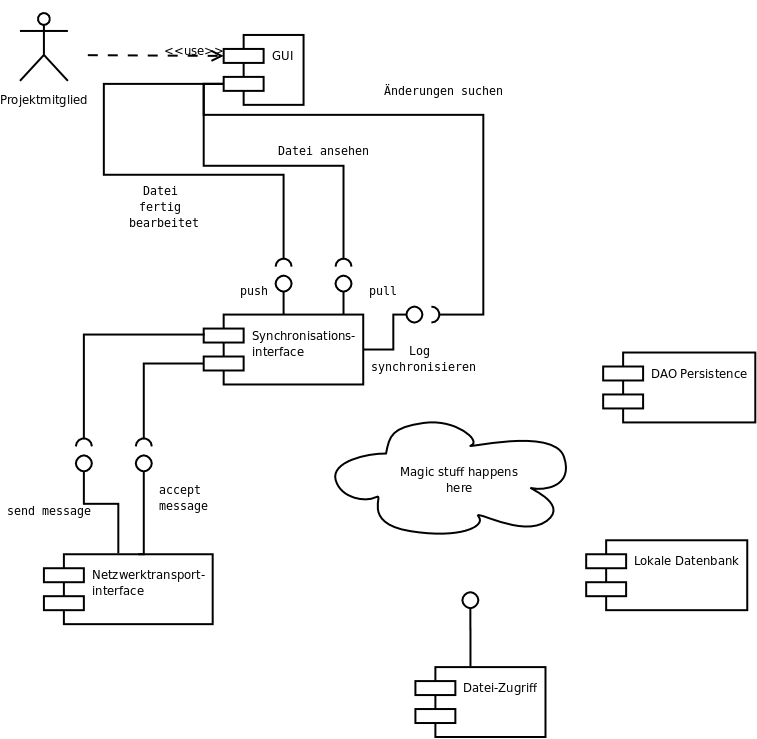 <<use>>
GUI
Projektmitglied
Änderungen suchen
Datei ansehen
Datei
fertig
bearbeitet
push
pull
Synchronisations-
interface
Log
synchronisieren
DAO Persistence
Magic stuff happens
here
send message
accept
message
Netzwerktransport-
interface
Lokale Datenbank
Datei-Zugriff